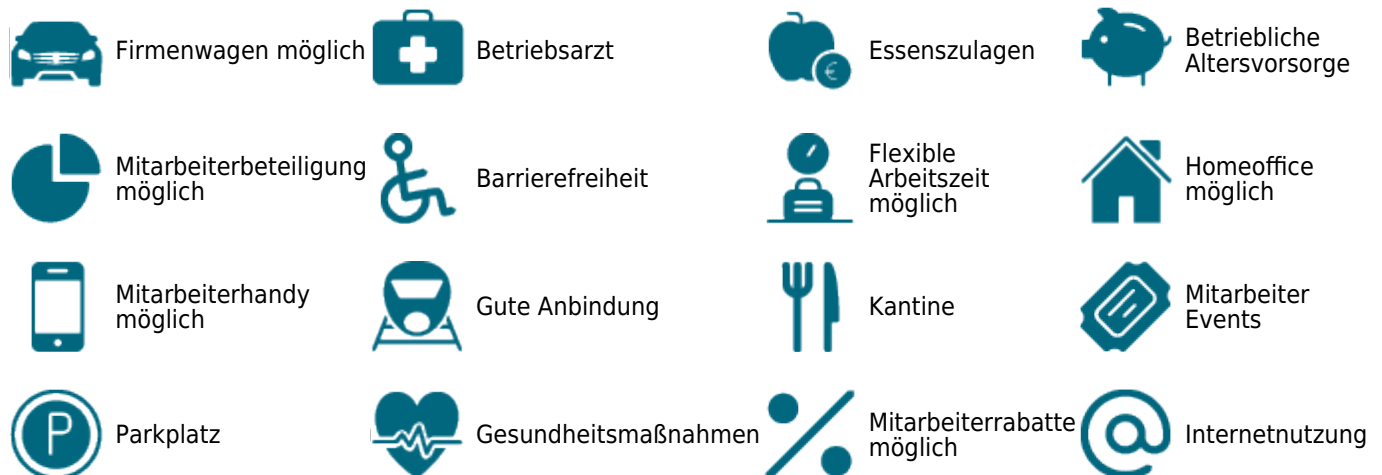 Firmenwagen möglich
Betriebsarzt
Essenszulagen
Betriebliche
Altersvorsorge
Mitarbeiterbeteiligung
möglich
Barrierefreiheit
Flexible
Arbeitszeit
möglich
Homeoffice
möglich
Mitarbeiterhandy
möglich
Gute Anbindung
Kantine
Mitarbeiter
Events
P
Parkplatz
Gesundheitsmaßnahmen
Mitarbeiterrabatte
möglich
Internetnutzung